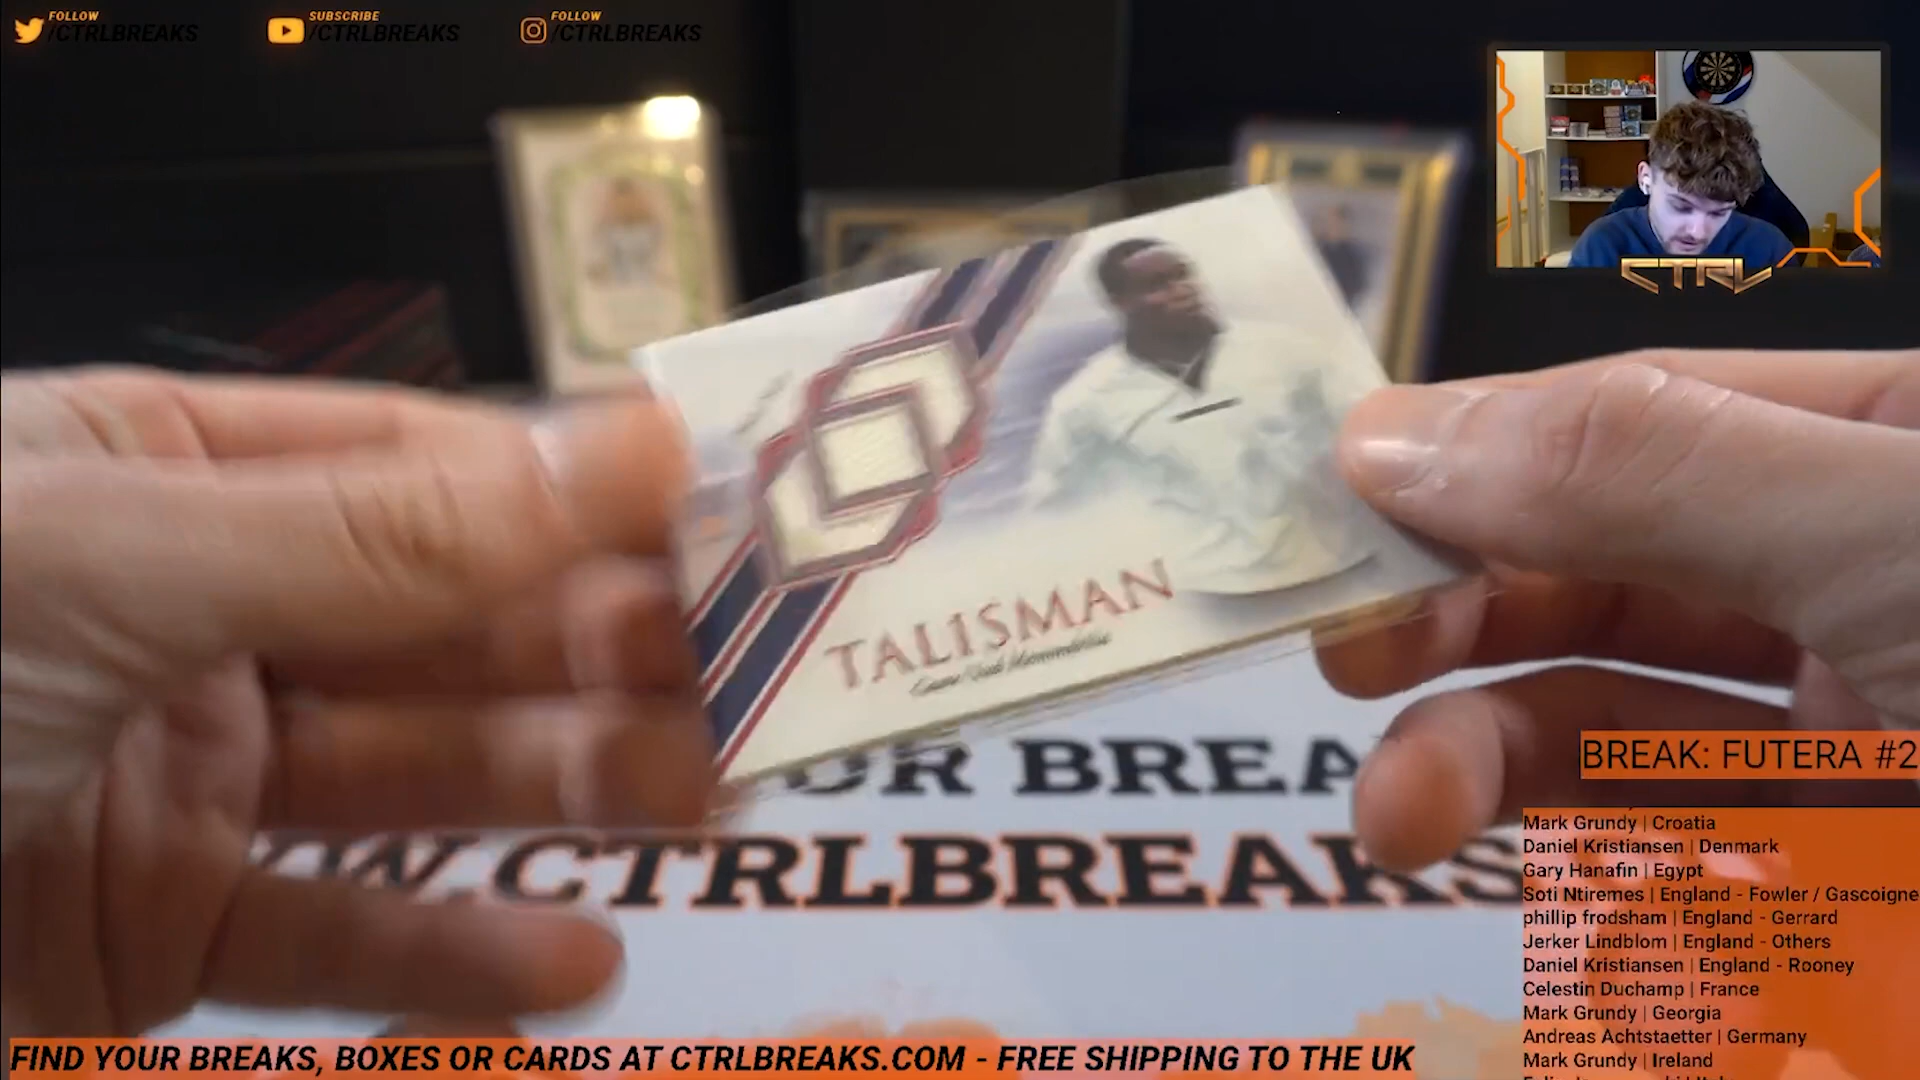 FOLLOW
/CTRLBREAKS
SUBSCRIBE
/CTRLBREAKS
FOLLOW
/CTRLBREAKS
CTRL
TALISMAN
Game Used Memorabilia
OUR BREA
CTRLBREAKS
BREAK: FUTERA #2
Mark Grundy | Croatia
Daniel Kristiansen | Denmark
Gary Hanafin | Egypt
Soti Ntiremes | England - Fowler / Gascoigne
phillip frodsham | England - Gerrard
Jerker Lindblom | England - Others
Daniel Kristiansen | England - Rooney
Celestin Duchamp | France
Mark Grundy | Georgia
Andreas Achtstaetter | Germany
Mark Grundy | Ireland
FIND YOUR BREAKS, BOXES OR CARDS AT CTRLBREAKS.COM - FREE SHIPPING TO THE UK